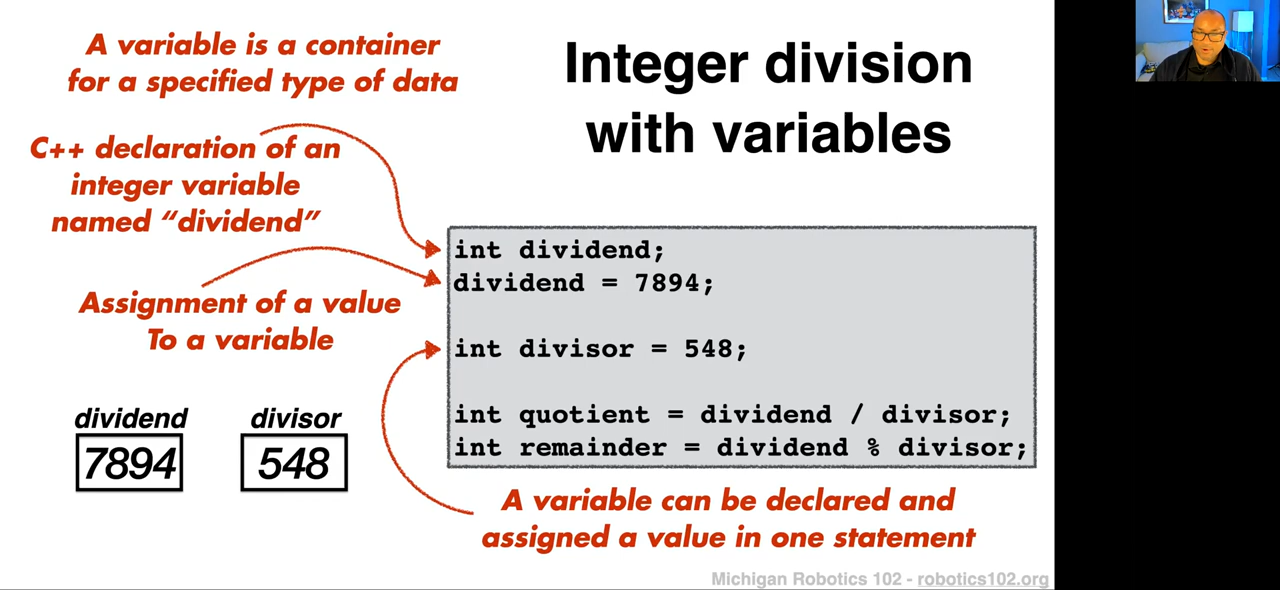 A variable is a container
for a specified type of data
Integer division
with variables
C++ declaration of an
integer variable
named “dividend”
Assignment of a value
To a variable
int dividend;
dividend = 7894;
int divisor = 548;
int quotient = dividend / divisor;
int remainder = dividend % divisor;
dividend divisor
7894 548
A variable can be declared and
assigned a value in one statement
Michigan Robotics 102 - robotics102.org